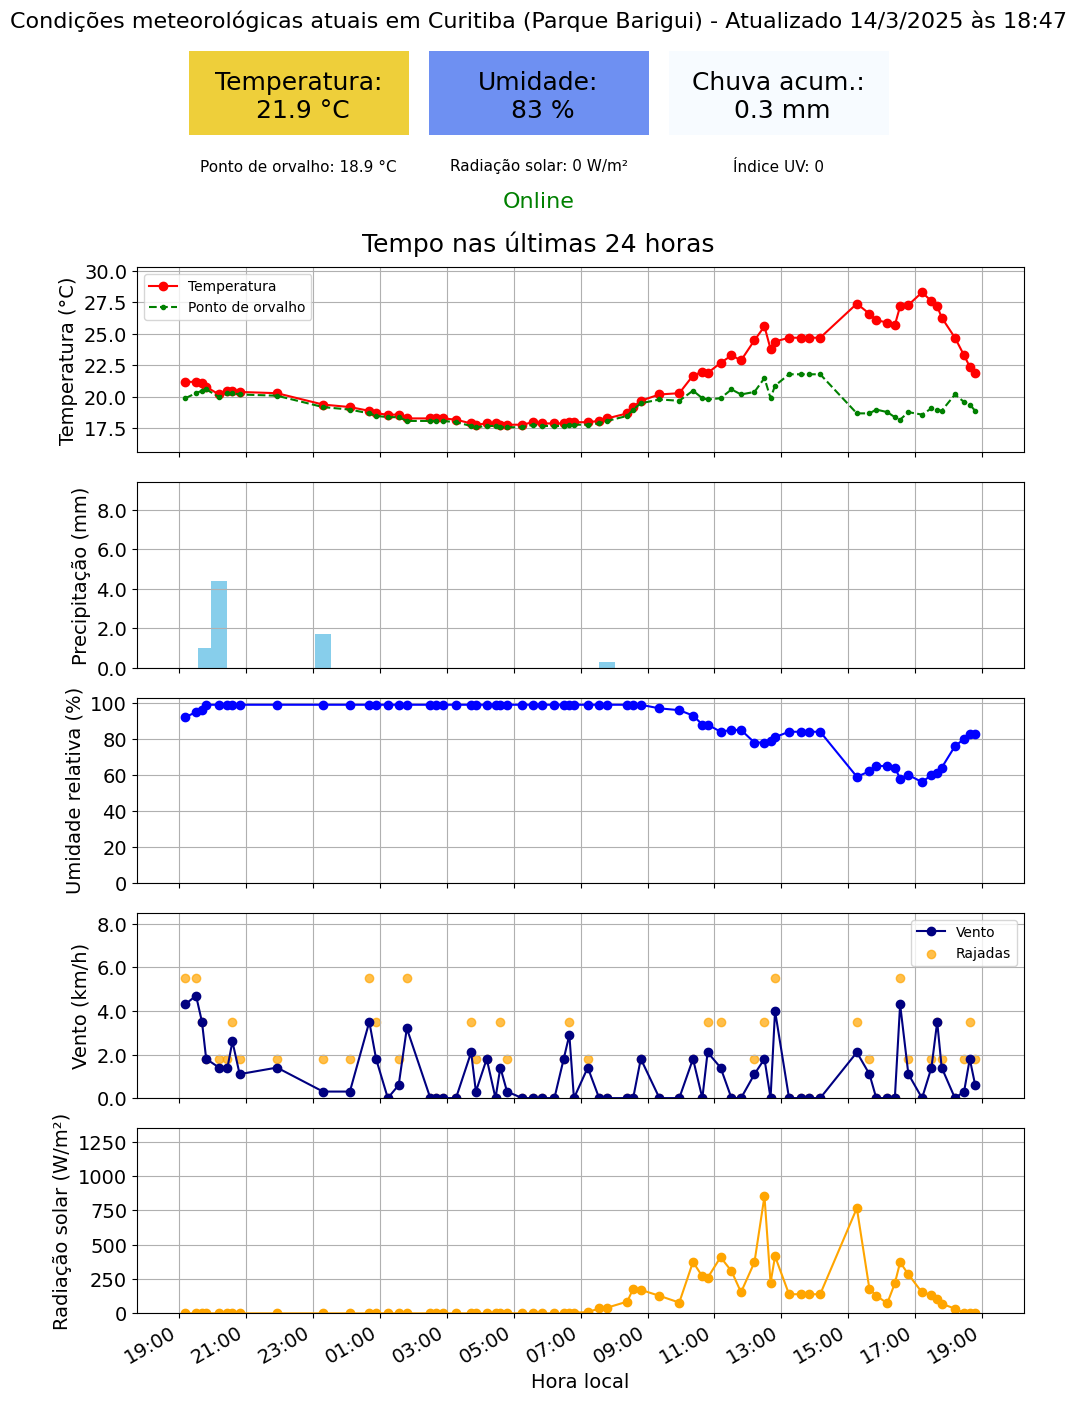 Condições meteorológicas atuais em Curitiba (Parque Barigui) - Atualizado 14/3/2025 às 18:47
Temperatura:
21.9 °C
Umidade:
83 %
Chuva acum.:
0.3 mm
Ponto de orvalho: 18.9 °C
Radiação solar: 0 W/m²
Índice UV: 0
Online
Tempo nas últimas 24 horas
Temperatura (°C)
30.0
27.5
25.0
22.5
20.0
17.5
Temperatura
Ponto de orvalho
Precipitação (mm)
8.0
6.0
4.0
2.0
0.0
Umidade relativa (%)
100
80
60
40
20
0
Vento (km/h)
8.0
6.0
4.0
2.0
0.0
Vento
Rajadas
Radiação solar (W/m²)
1250
1000
750
500
250
0
19:00
21:00
23:00
01:00
03:00
05:00
07:00
09:00
11:00
13:00
15:00
17:00
19:00
Hora local